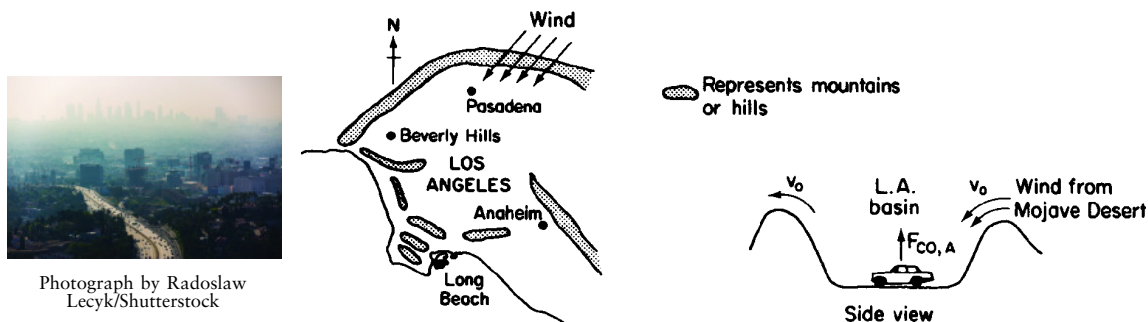 Photograph by Radoslaw
Lecyk/Shutterstock
N
Wind
Pasadena
Beverly Hills
LOS
ANGELES
Anaheim
Long
Beach
Represents mountains
or hills
v₀
L.A.
basin
v₀
Wind from
Mojave Desert
F_CO, A
Side view